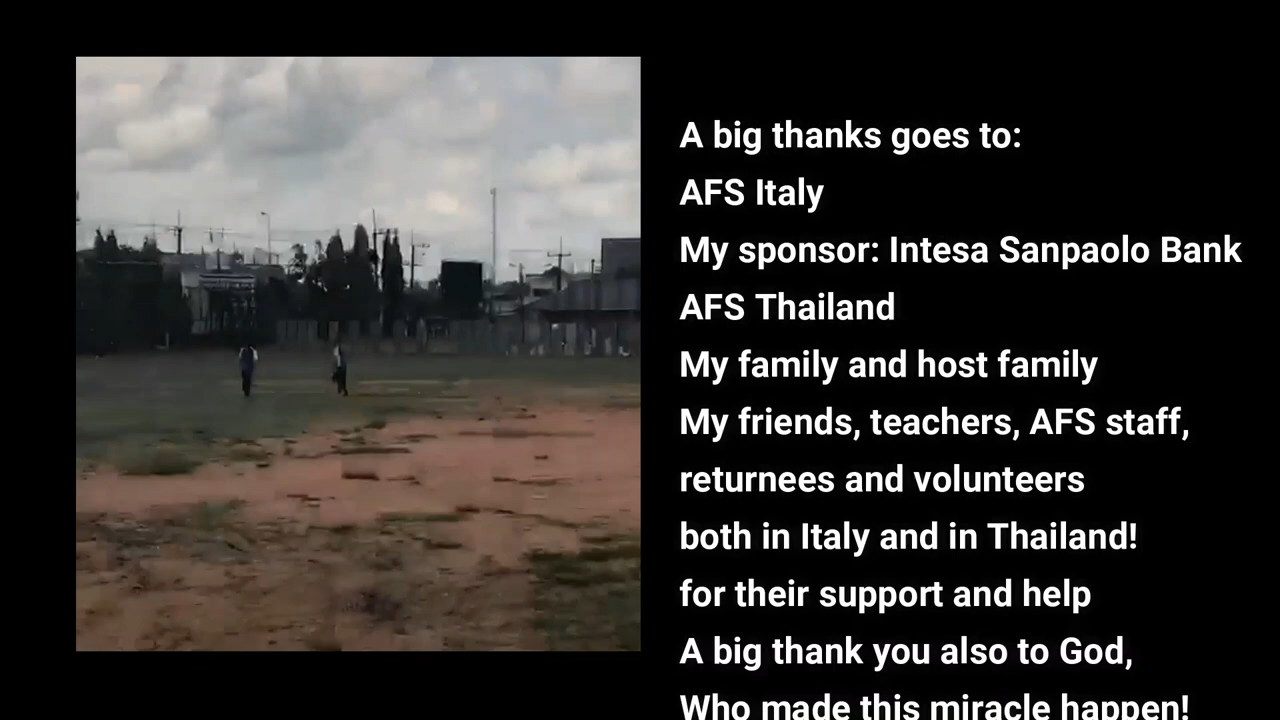 A big thanks goes to:
AFS Italy
My sponsor: Intesa Sanpaolo Bank
AFS Thailand
My family and host family
My friends, teachers, AFS staff,
returnees and volunteers
both in Italy and in Thailand!
for their support and help
A big thank you also to God,
Who made this miracle happen!